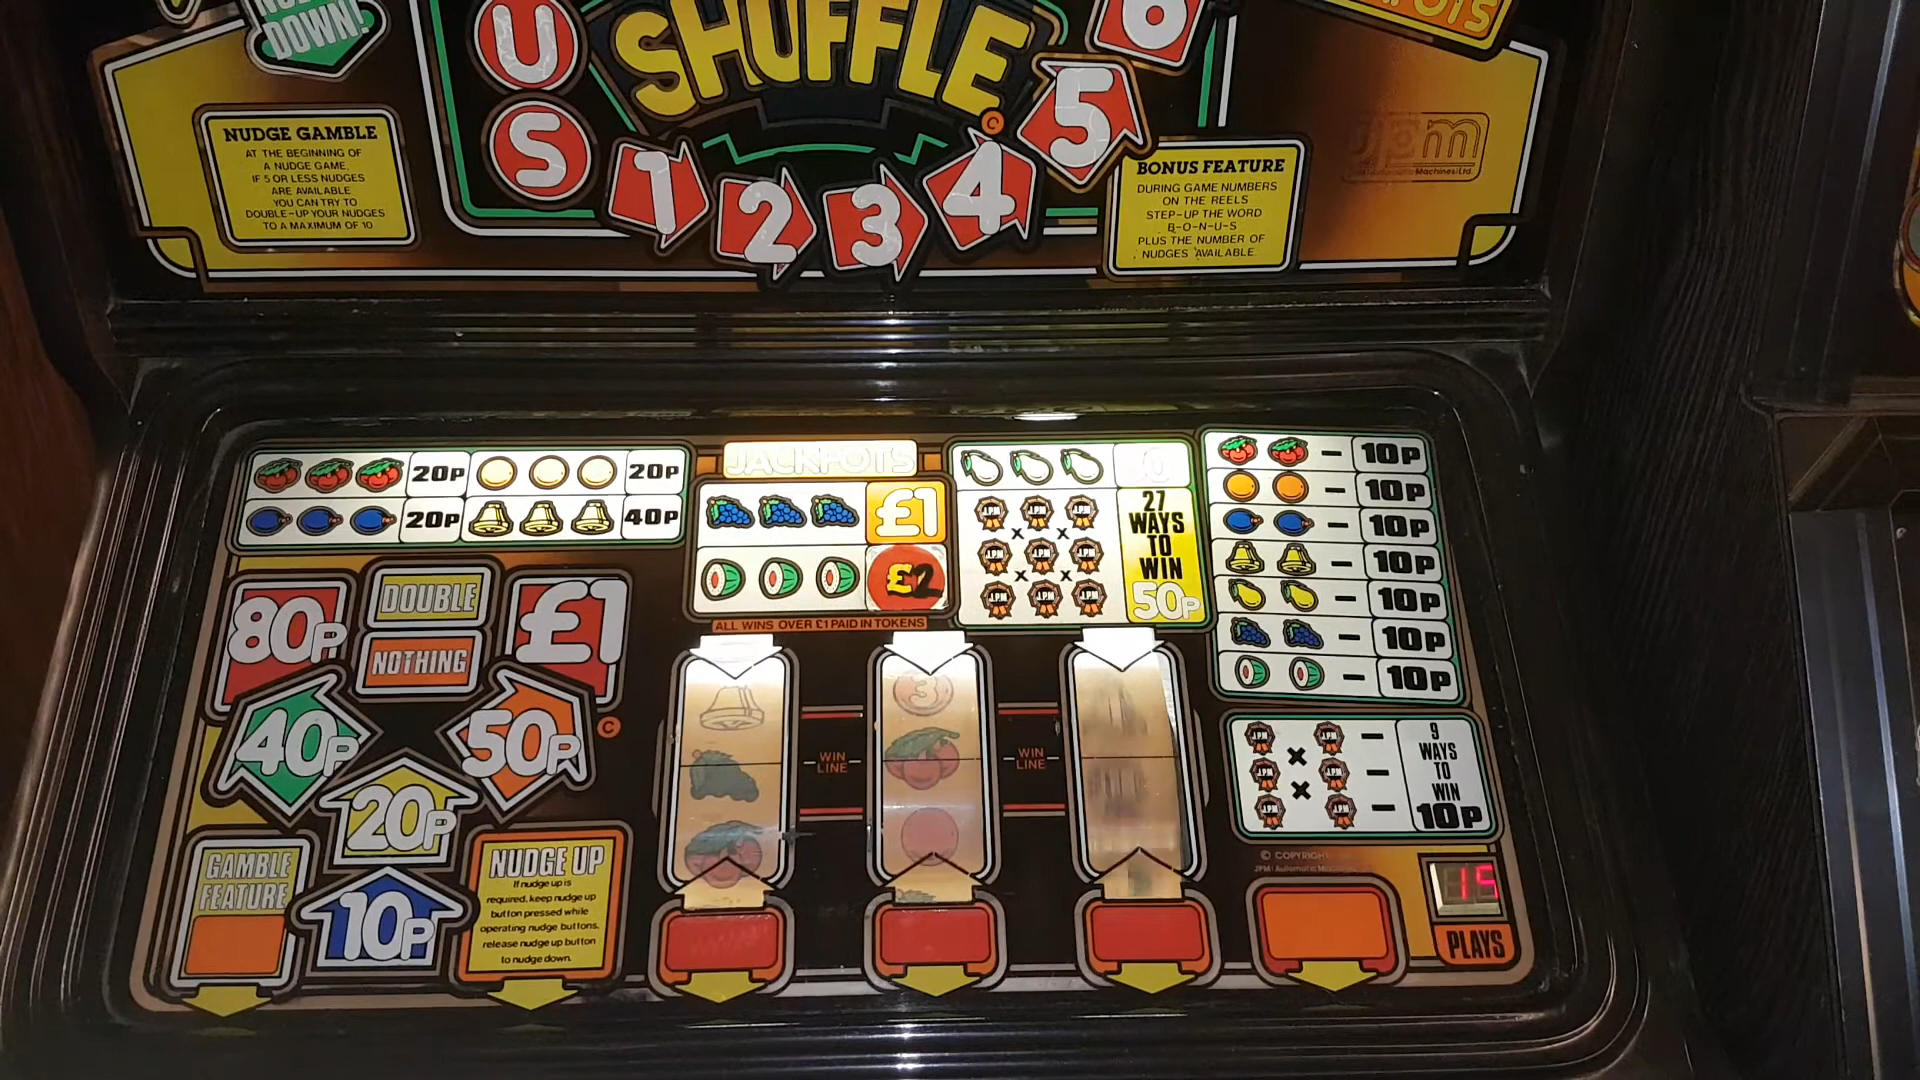 DOWN!
U
S
SHUFFLE
6
5
4
3
2
1
NUDGE GAMBLE
AT THE BEGINNING OF
A NUDGE GAME,
IF 5 OR LESS NUDGES
ARE AVAILABLE
YOU CAN TRY TO
DOUBLE-UP YOUR NUDGES
TO A MAXIMUM OF 10
BONUS FEATURE
DURING GAME NUMBERS
ON THE REELS
STEP-UP THE WORD
B-O-N-U-S
PLUS THE NUMBER OF
NUDGES AVAILABLE.
jpm
20P
20P
20P
40P
JACKPOTS
£1
£2
ALL WINS OVER £1 PAID IN TOKENS
27
WAYS
TO
WIN
50P
J.P.M J.P.M J.P.M
J.P.M J.P.M J.P.M
J.P.M J.P.M J.P.M
10P
10P
10P
10P
10P
10P
10P
J.P.M J.P.M
J.P.M J.P.M
J.P.M J.P.M
9
WAYS
TO
WIN
10P
80P
DOUBLE
NOTHING
£1
40P
50P
20P
10P
GAMBLE
FEATURE
NUDGE UP
If nudge up is
required, keep nudge up
button pressed while
operating nudge buttons,
release nudge up button
to nudge down.
3
WIN
LINE
WIN
LINE
© COPYRIGHT
15
PLAYS